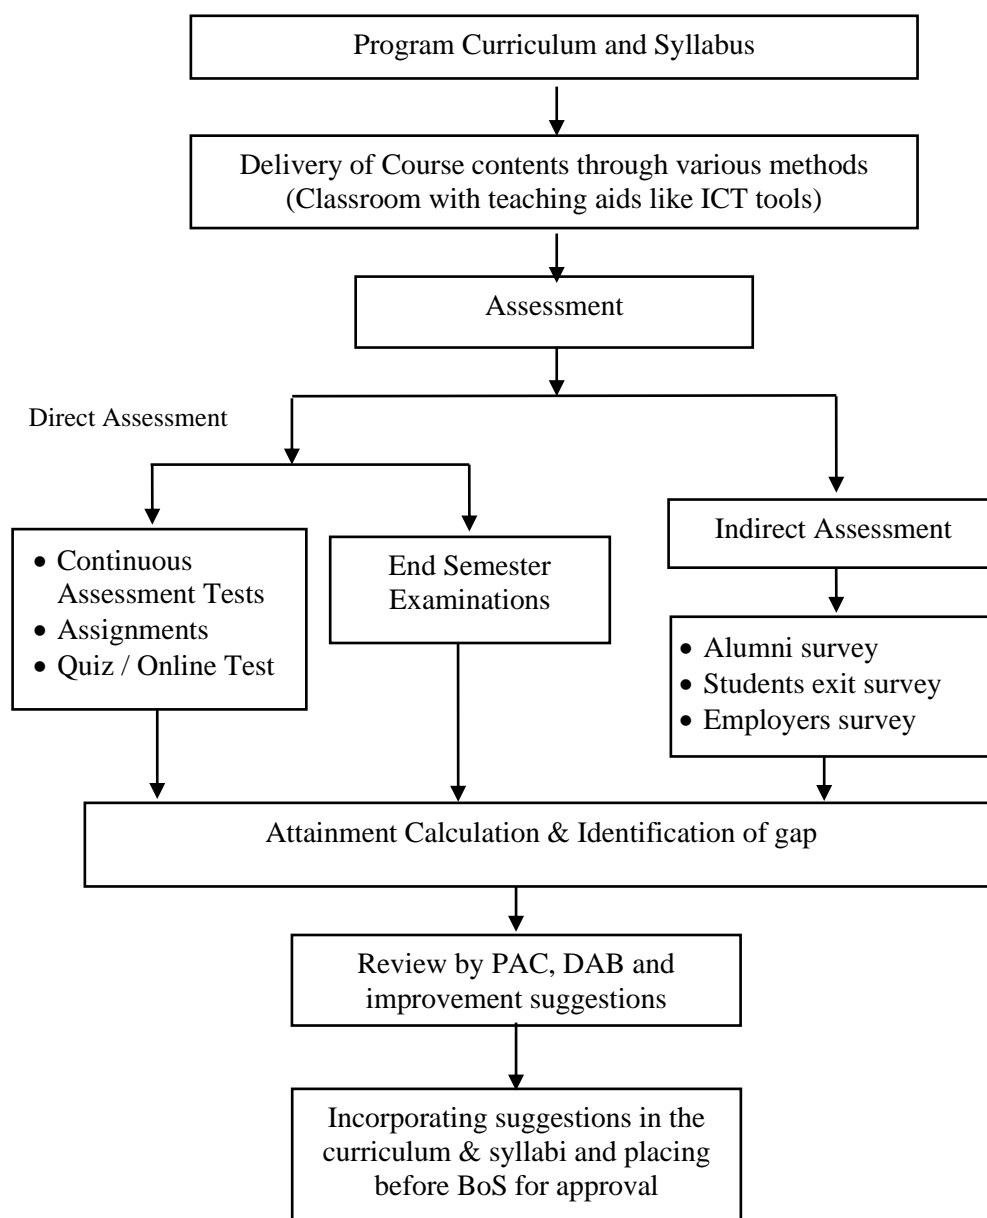 Program Curriculum and Syllabus
Delivery of Course contents through various methods
(Classroom with teaching aids like ICT tools)
Assessment
Direct Assessment
• Continuous
Assessment Tests
• Assignments
• Quiz / Online Test
End Semester
Examinations
Indirect Assessment
• Alumni survey
• Students exit survey
• Employers survey
Attainment Calculation & Identification of gap
Review by PAC, DAB and
improvement suggestions
Incorporating suggestions in the
curriculum & syllabi and placing
before BoS for approval